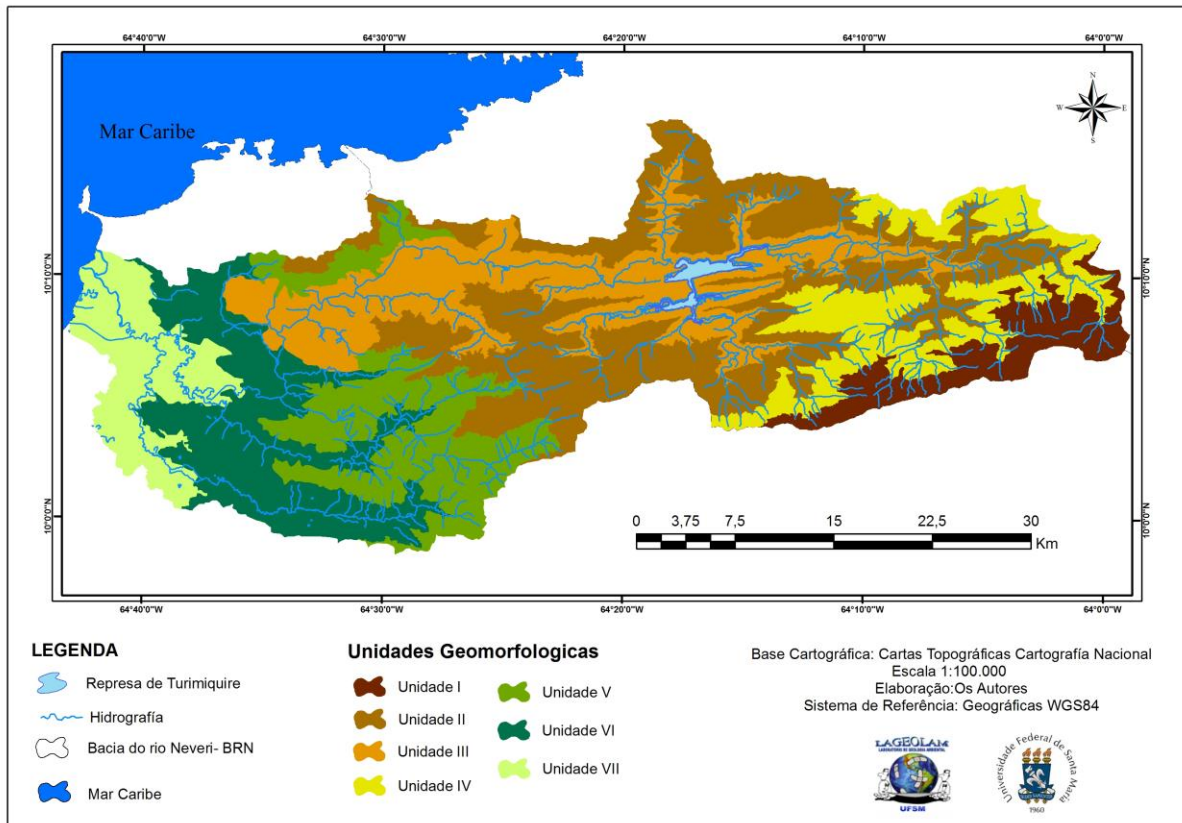 64°40'0"W 64°30'0"W 64°20'0"W 64°10'0"W 64°0'0"W
Mar Caribe
N
W E
S
10°10'0"N
10°10'0"N
10°0'0"N
10°0'0"N
0 3,75 7,5 15 22,5 30
Km
64°40'0"W 64°30'0"W 64°20'0"W 64°10'0"W 64°0'0"W
LEGENDA
Represa de Turimiquire
Hidrografía
Bacia do rio Neveri- BRN
Mar Caribe
Unidades Geomorfologicas
Unidade I
Unidade II
Unidade III
Unidade IV
Unidade V
Unidade VI
Unidade VII
Base Cartográfica: Cartas Topográficas Cartografía Nacional
Escala 1:100.000
Elaboração:Os Autores
Sistema de Referência: Geográficas WGS84
LAGEOLAM
LABORATÓRIO DE GEOLOGIA AMBIENTAL
UFSM
Universidade Federal de Santa Maria
1960